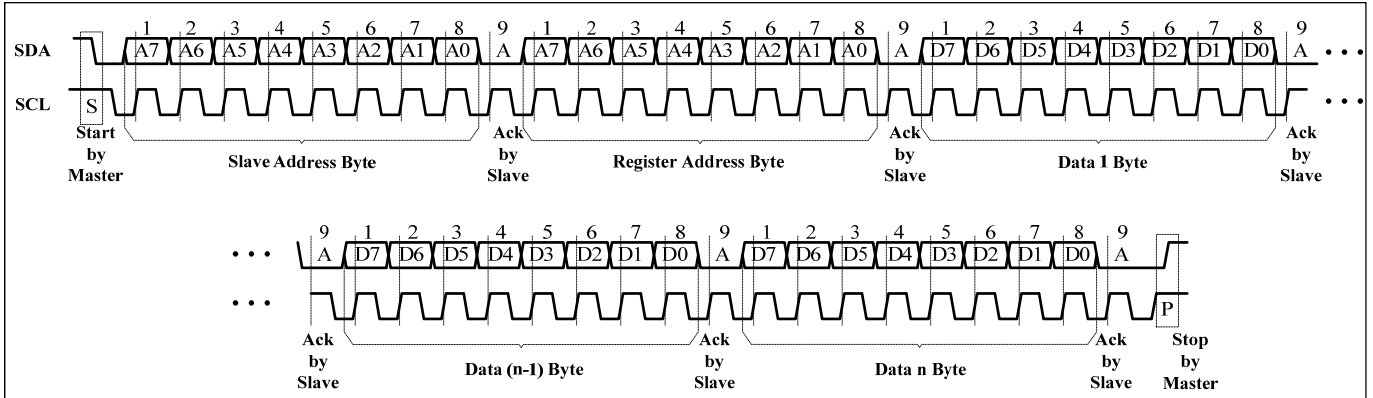 1 2 3 4 5 6 7 8 9 1 2 3 4 5 6 7 8 9 1 2 3 4 5 6 7 8 9
SDA A7 A6 A5 A4 A3 A2 A1 A0 A A7 A6 A5 A4 A3 A2 A1 A0 A D7 D6 D5 D4 D3 D2 D1 D0 A • • •
SCL S • • •
Start by Master
Slave Address Byte
Ack by Slave
Register Address Byte
Ack by Slave
Data 1 Byte
Ack by Slave
9 1 2 3 4 5 6 7 8 9 1 2 3 4 5 6 7 8 9
• • • A D7 D6 D5 D4 D3 D2 D1 D0 A D7 D6 D5 D4 D3 D2 D1 D0 A
• • • P
Ack by Slave
Data (n-1) Byte
Ack by Slave
Data n Byte
Ack by Slave
Stop by Master